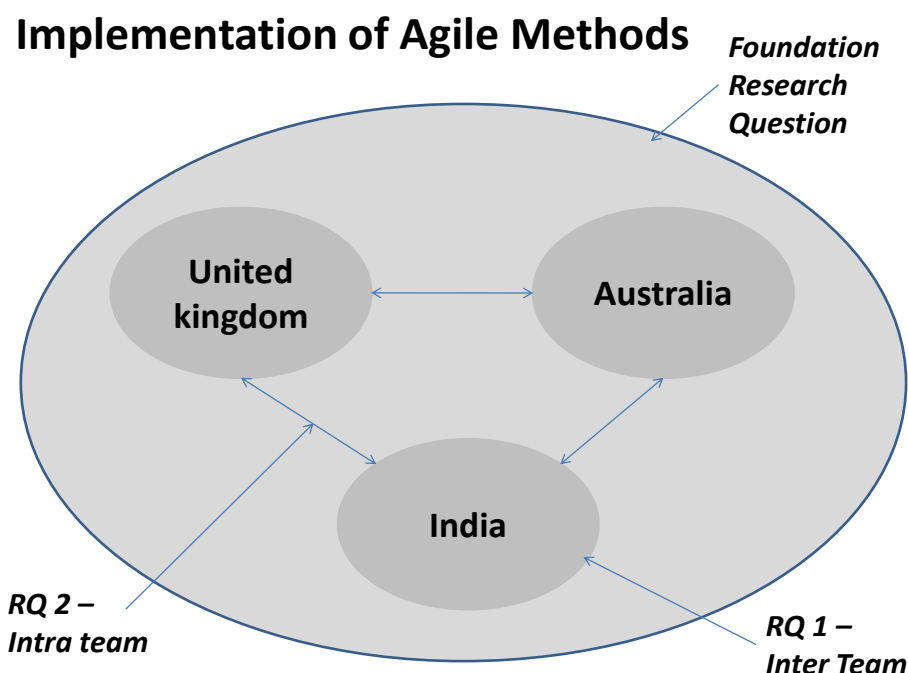 Implementation of Agile Methods
Foundation
Research
Question
United
kingdom
Australia
India
RQ 2 –
Intra team
RQ 1 –
Inter Team